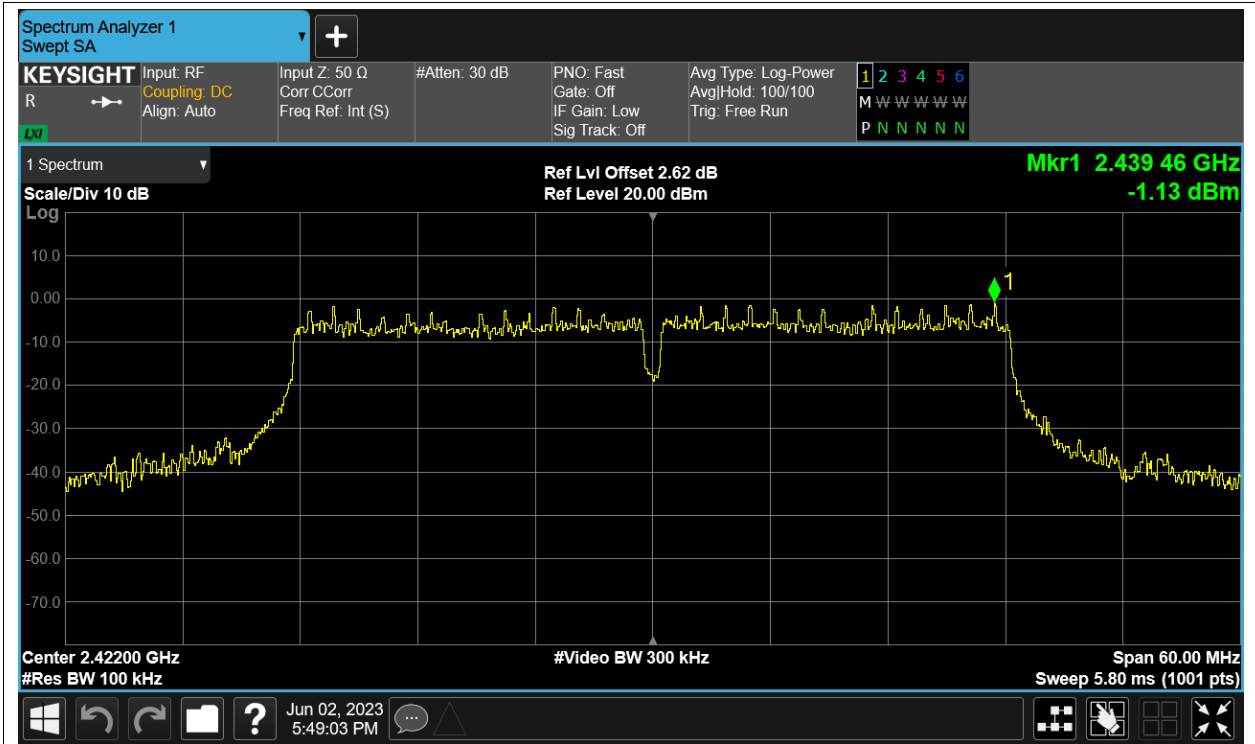 Spectrum Analyzer 1
Swept SA
KEYSIGHT
R
LXI
Input: RF
Coupling: DC
Align: Auto
Input Z: 50 Ω
Corr CCorr
Freq Ref: Int (S)
#Atten: 30 dB
PNO: Fast
Gate: Off
IF Gain: Low
Sig Track: Off
Avg Type: Log-Power
Avg|Hold: 100/100
Trig: Free Run
1 2 3 4 5 6
M W W W W W
P N N N N N
1 Spectrum
Scale/Div 10 dB
Log
Ref Lvl Offset 2.62 dB
Ref Level 20.00 dBm
Mkr1 2.439 46 GHz
-1.13 dBm
10.0
0.00
-10.0
-20.0
-30.0
-40.0
-50.0
-60.0
-70.0
1
Center 2.42200 GHz
#Res BW 100 kHz
#Video BW 300 kHz
Span 60.00 MHz
Sweep 5.80 ms (1001 pts)
?
Jun 02, 2023
5:49:03 PM